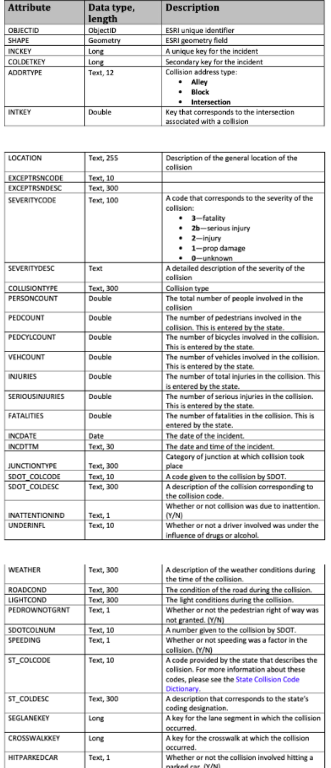 Attribute Data type, Description
length
OBJECTID ObjectID ESRI unique identifier
SHAPE Geometry ESRI geometry field
INCKEY Long A unique key for the incident
COLDETKEY Long Secondary key for the incident
ADDRTYPE Text, 12 Collision address type:
• Alley
• Block
• Intersection
INTKEY Double Key that corresponds to the intersection
associated with a collision
LOCATION Text, 255 Description of the general location of the
collision
EXCEPTRSNCODE Text, 10
EXCEPTRSNDESC Text, 300
SEVERITYCODE Text, 100 A code that corresponds to the severity of the
collision:
• 3—fatality
• 2b—serious injury
• 2—injury
• 1—prop damage
• 0—unknown
SEVERITYDESC Text A detailed description of the severity of the
collision
COLLISIONTYPE Text, 300 Collision type
PERSONCOUNT Double The total number of people involved in the
collision
PEDCOUNT Double The number of pedestrians involved in the
collision. This is entered by the state.
PEDCYLCOUNT Double The number of bicycles involved in the collision.
This is entered by the state.
VEHCOUNT Double The number of vehicles involved in the collision.
This is entered by the state.
INJURIES Double The number of total injuries in the collision. This
is entered by the state.
SERIOUSINJURIES Double The number of serious injuries in the collision.
This is entered by the state.
FATALITIES Double The number of fatalities in the collision. This is
entered by the state.
INCDATE Date The date of the incident.
INCDTTM Text, 30 The date and time of the incident.
Category of junction at which collision took
JUNCTIONTYPE Text, 300 place
SDOT_COLCODE Text, 10 A code given to the collision by SDOT.
SDOT_COLDESC Text, 300 A description of the collision corresponding to
the collision code.
Whether or not collision was due to inattention.
INATTENTIONIND Text, 1 (Y/N)
UNDERINFL Text, 10 Whether or not a driver involved was under the
influence of drugs or alcohol.
WEATHER Text, 300 A description of the weather conditions during
the time of the collision.
ROADCOND Text, 300 The condition of the road during the collision.
LIGHTCOND Text, 300 The light conditions during the collision.
PEDROWNOTGRNT Text, 1 Whether or not the pedestrian right of way was
not granted. (Y/N)
SDOTCOLNUM Text, 10 A number given to the collision by SDOT.
SPEEDING Text, 1 Whether or not speeding was a factor in the
collision. (Y/N)
ST_COLCODE Text, 10 A code provided by the state that describes the
collision. For more information about these
codes, please see the State Collision Code
Dictionary.
ST_COLDESC Text, 300 A description that corresponds to the state's
coding designation.
SEGLANEKEY Long A key for the lane segment in which the collision
occurred.
CROSSWALKKEY Long A key for the crosswalk at which the collision
occurred.
HITPARKEDCAR Text, 1 Whether or not the collision involved hitting a
parked car. (Y/N)